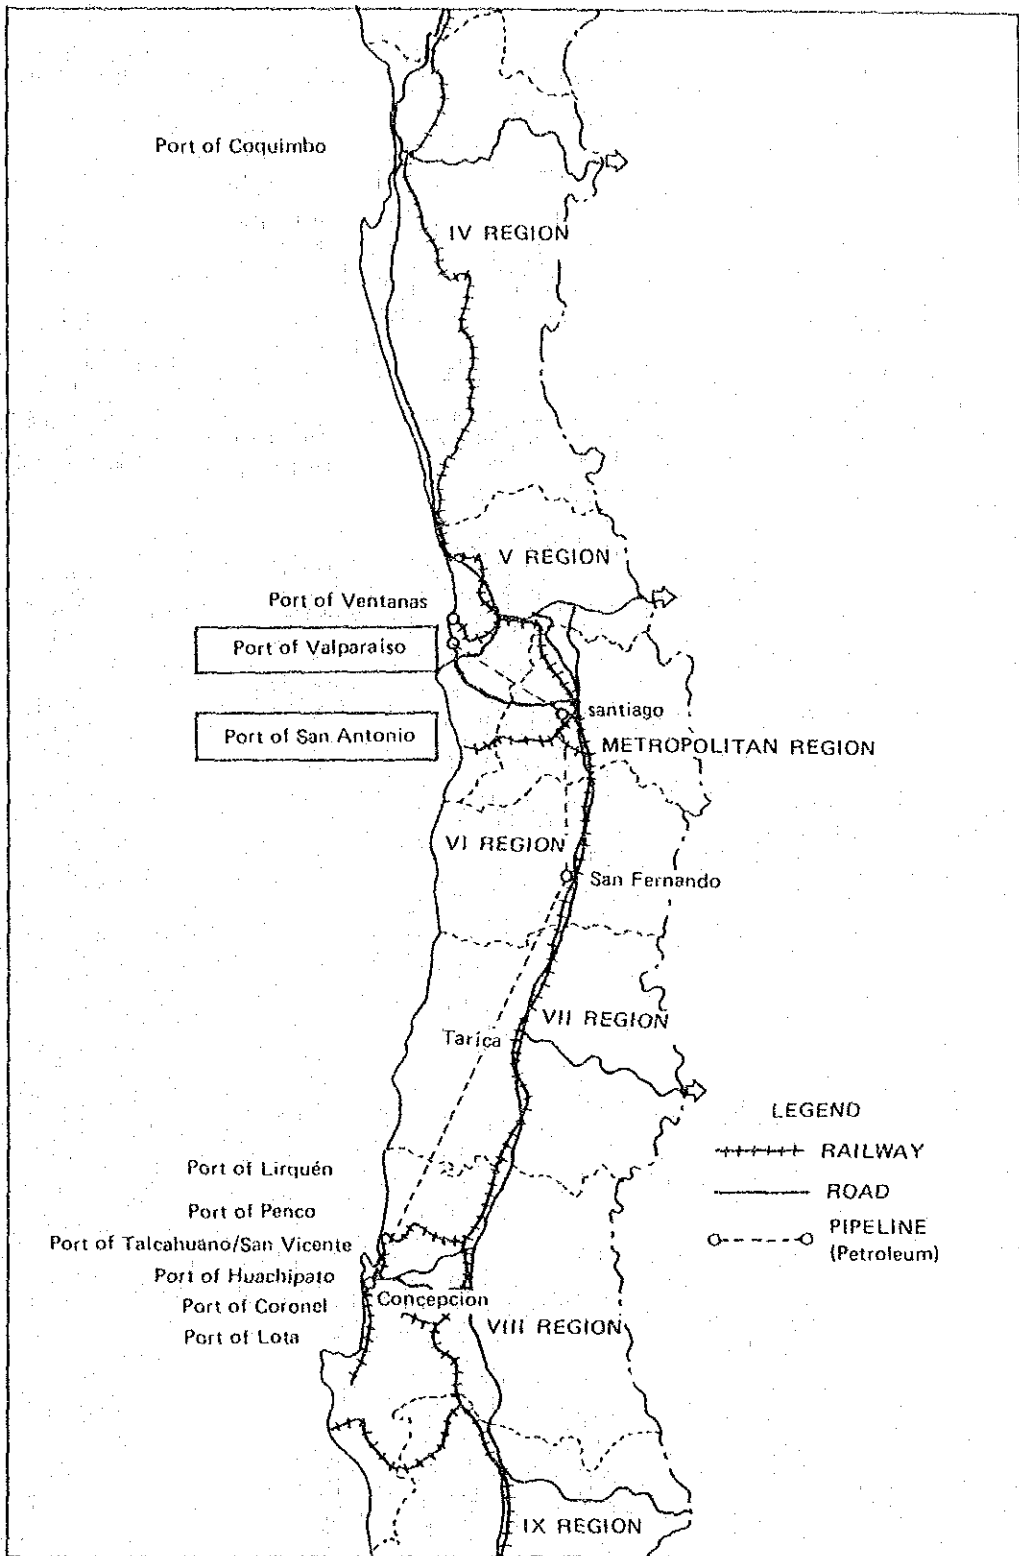 Port of Coquimbo
IV REGION
V REGION
Port of Ventanas
Port of Valparaíso
santiago
Port of San Antonio
METROPOLITAN REGION
VI REGION
San Fernando
VII REGION
Tarica
LEGEND
RAILWAY
ROAD
PIPELINE
(Petroleum)
Port of Lirquén
Port of Penco
Port of Talcahuano/San Vicente
Port of Huachipato
Concepcion
Port of Coronel
VIII REGION
Port of Lota
IX REGION